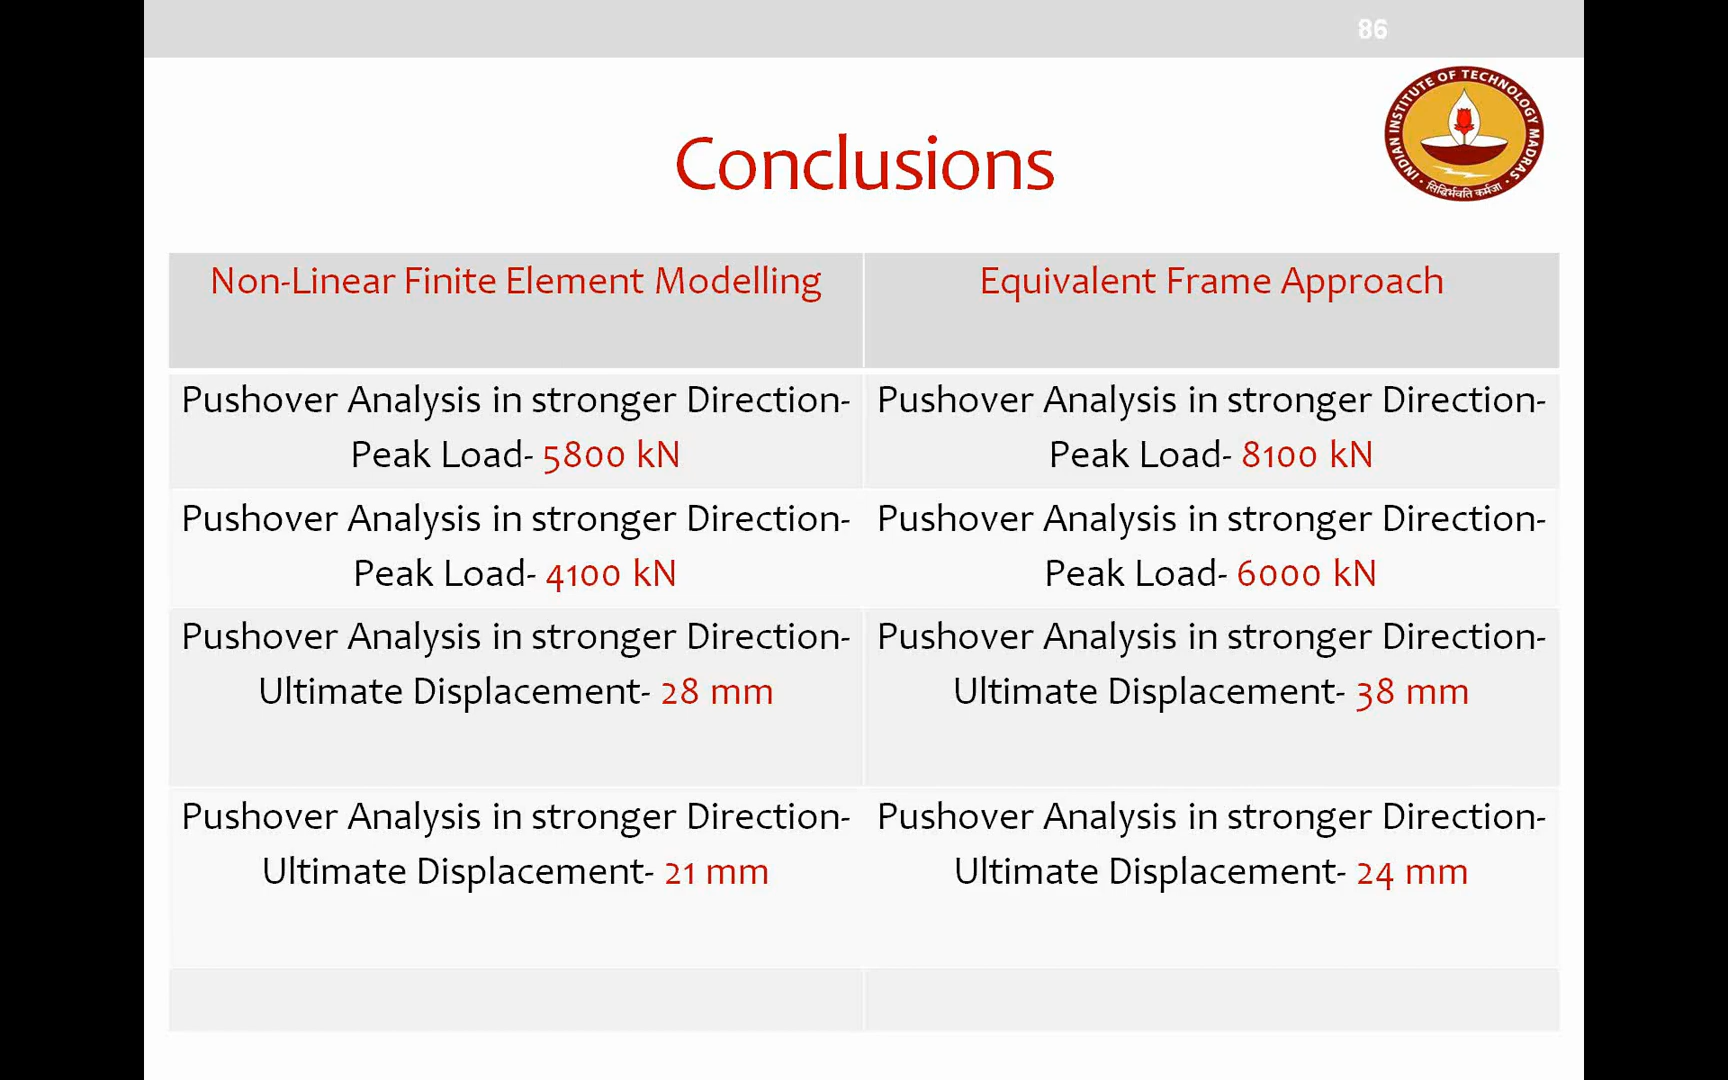 86
INDIAN INSTITUTE OF TECHNOLOGY MADRAS
सिद्धिर्भवति कर्मजा
Conclusions
Non-Linear Finite Element Modelling
Equivalent Frame Approach
Pushover Analysis in stronger Direction-
Peak Load- 5800 kN
Pushover Analysis in stronger Direction-
Peak Load- 8100 kN
Pushover Analysis in stronger Direction-
Peak Load- 4100 kN
Pushover Analysis in stronger Direction-
Peak Load- 6000 kN
Pushover Analysis in stronger Direction-
Ultimate Displacement- 28 mm
Pushover Analysis in stronger Direction-
Ultimate Displacement- 38 mm
Pushover Analysis in stronger Direction-
Ultimate Displacement- 21 mm
Pushover Analysis in stronger Direction-
Ultimate Displacement- 24 mm